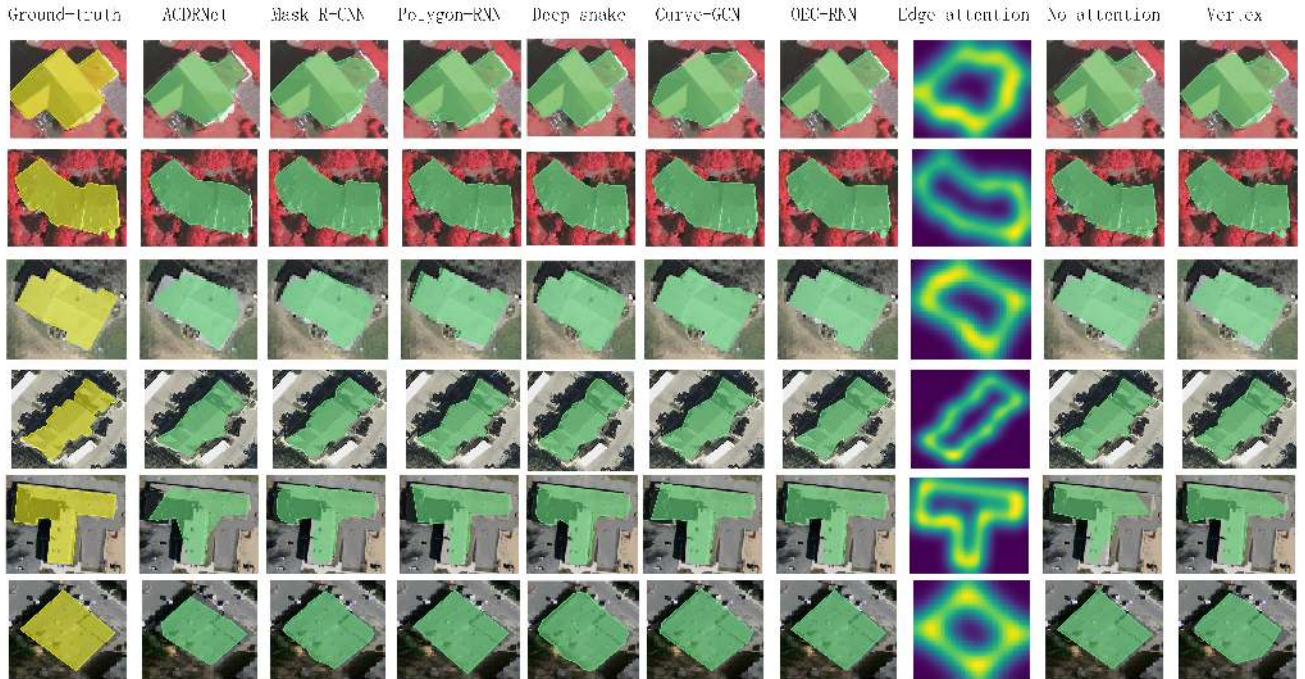 Ground-truth ACDRNet Mask R-CNN Polygon-RNN Deep snake Curve-GCN OEC-RNN Edge attention No attention Vertex